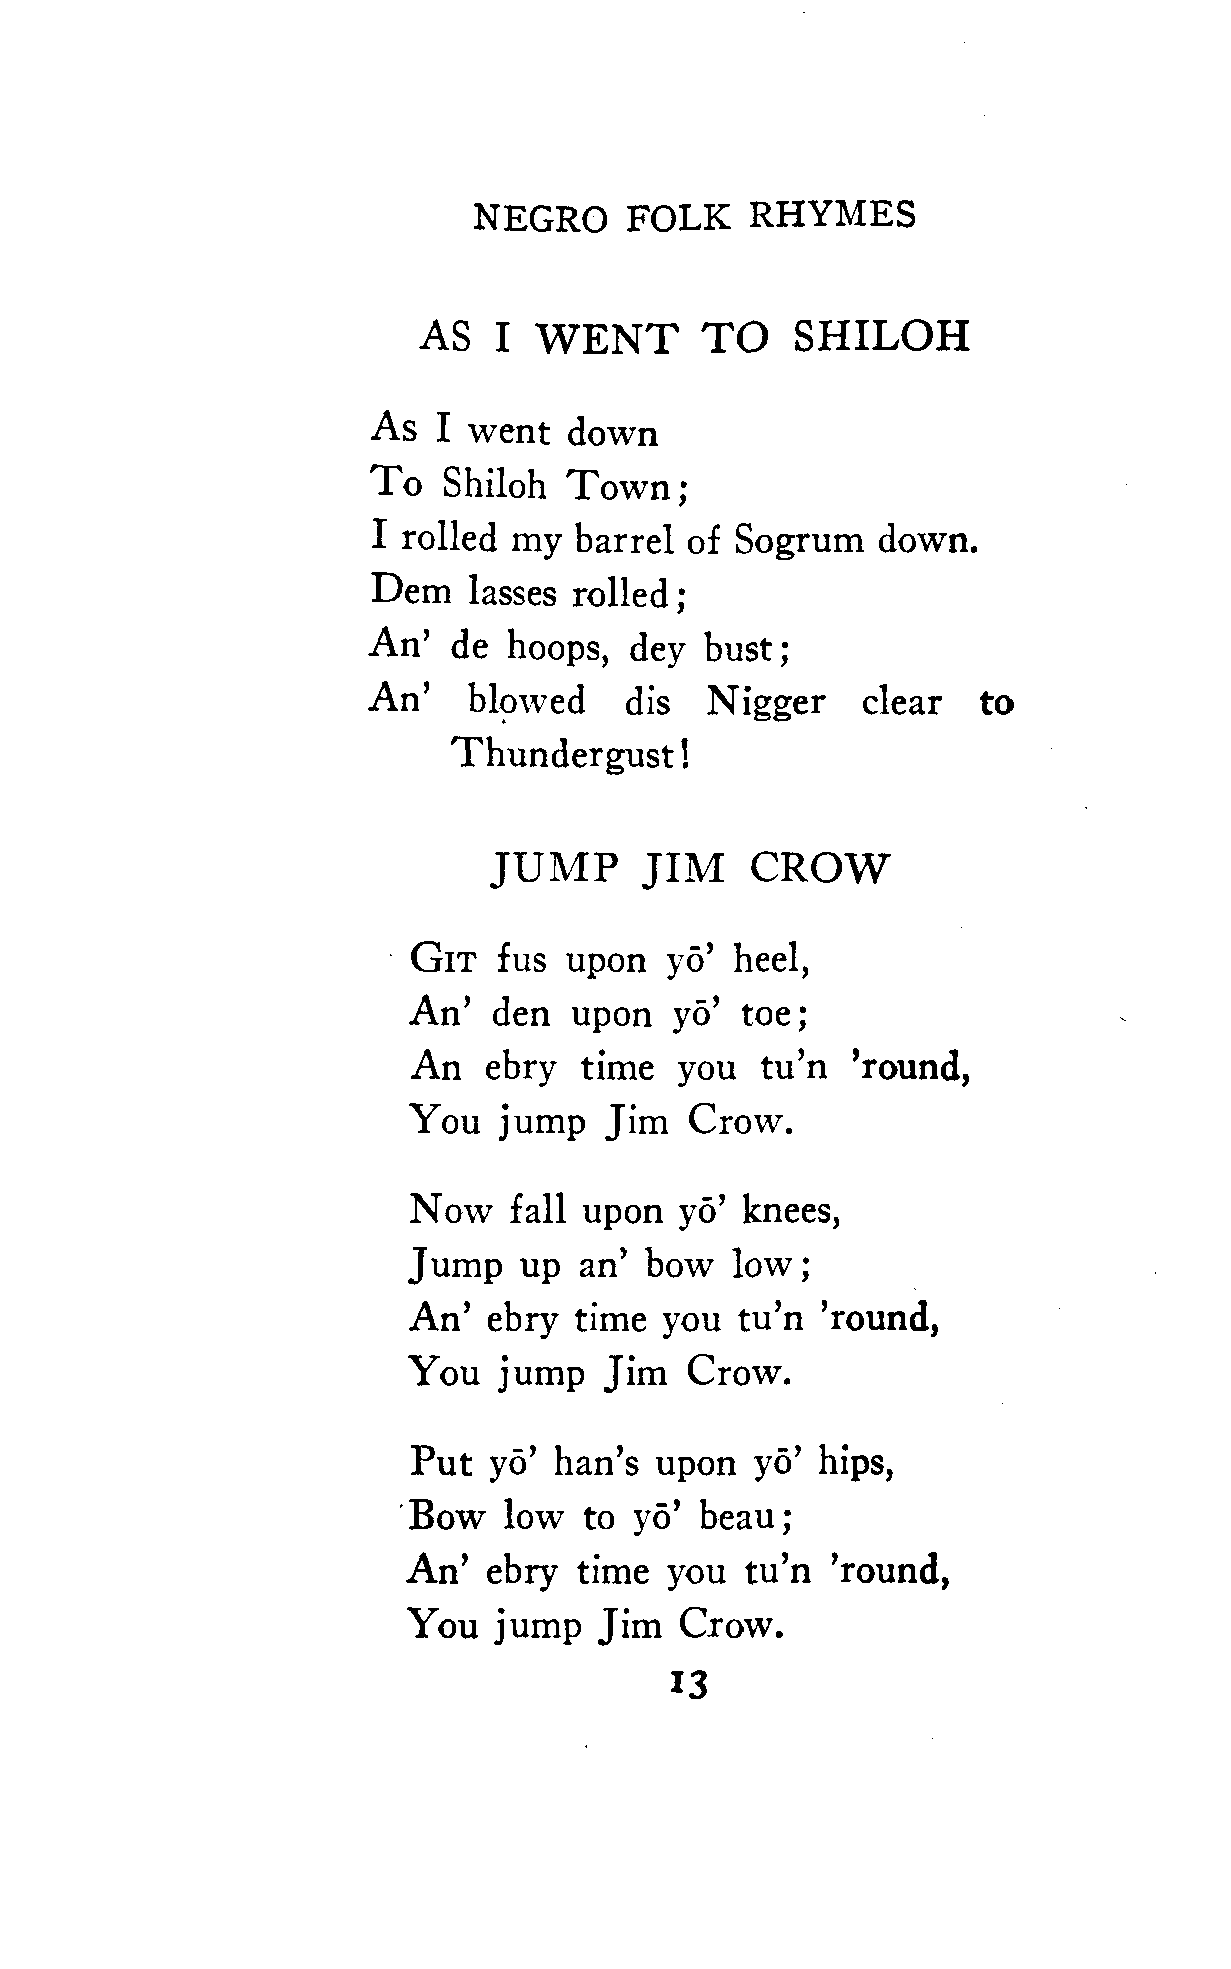 NEGRO FOLK RHYMES
AS I WENT TO SHILOH
As I went down
To Shiloh Town;
I rolled my barrel of Sogrum down.
Dem lasses rolled;
An' de hoops, dey bust;
An' blowed dis Nigger clear to
Thundergust!
JUMP JIM CROW
GIT fus upon yō' heel,
An' den upon yō' toe;
An ebry time you tu'n 'round,
You jump Jim Crow.
Now fall upon yō' knees,
Jump up an' bow low;
An' ebry time you tu'n 'round,
You jump Jim Crow.
Put yō' han's upon yō' hips,
Bow low to yō' beau;
An' ebry time you tu'n 'round,
You jump Jim Crow.
13